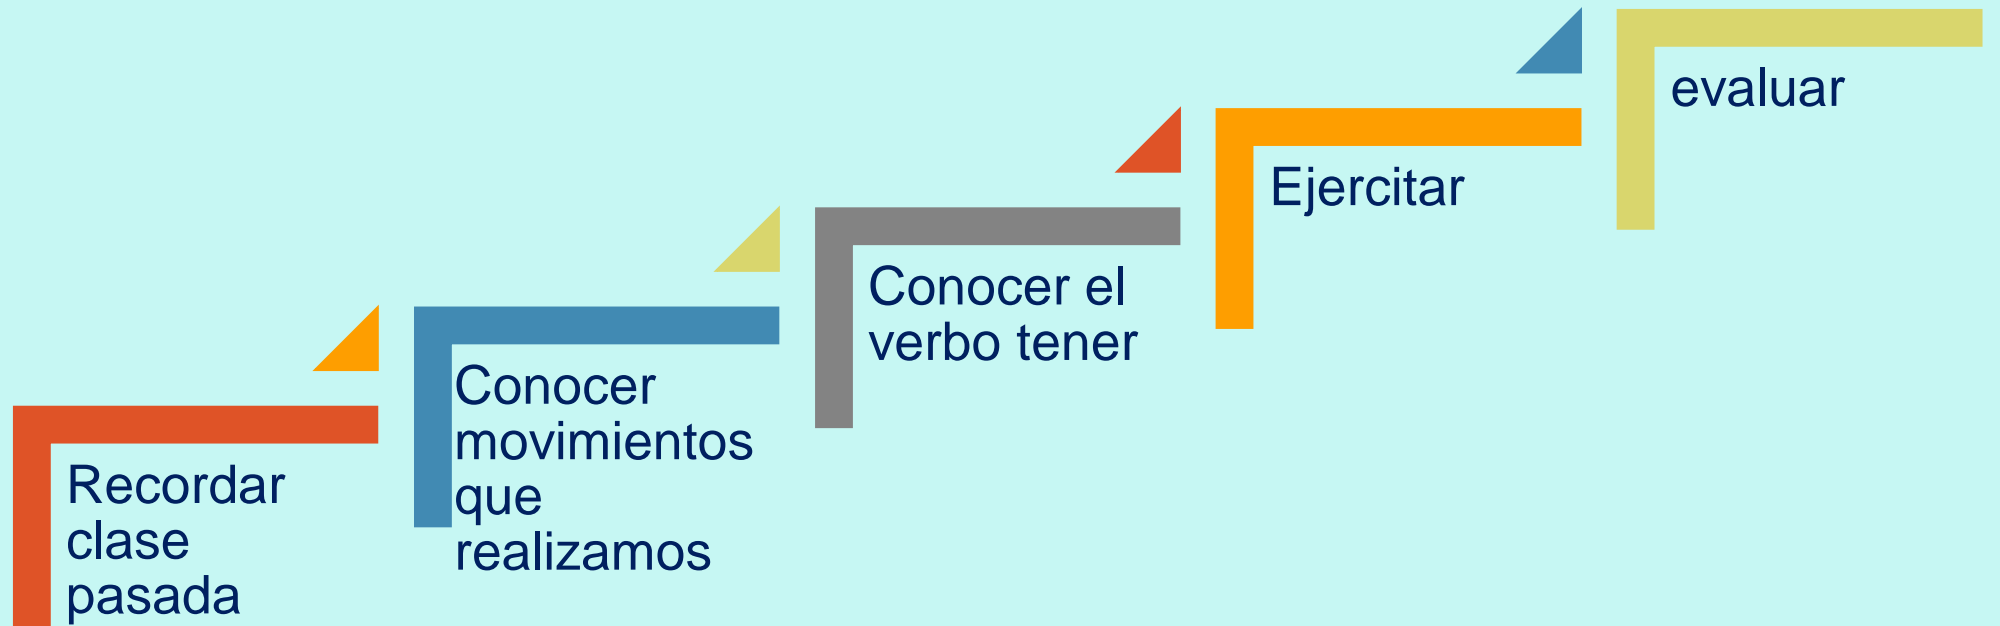 Recordar
clase
pasada
Conocer
movimientos
que
realizamos
Conocer el
verbo tener
Ejercitar
evaluar